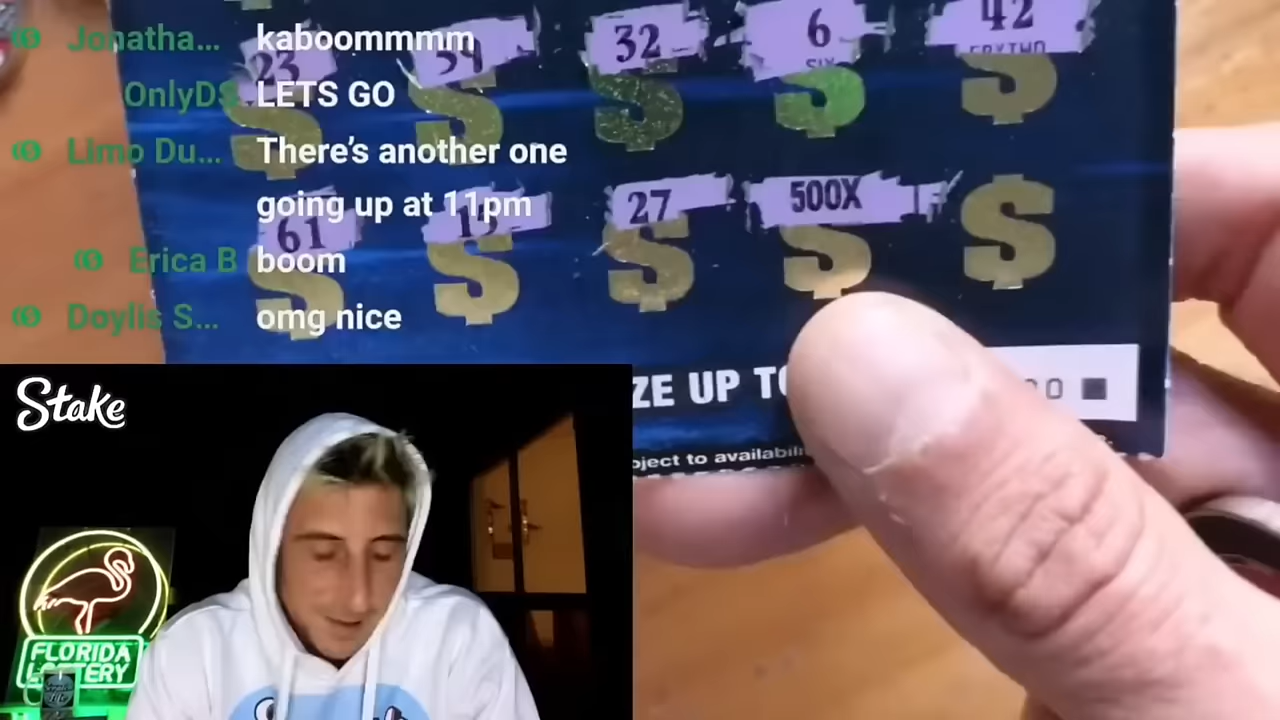 Jonatha... kaboommmm
OnlyDS LETS GO
Limo Du... There's another one
going up at 11pm
Erica B boom
Doylis S... omg nice
23 32 6 42
SIX
61 27 500X
ZE UP TO
Stake
FLORIDA
LOTTERY